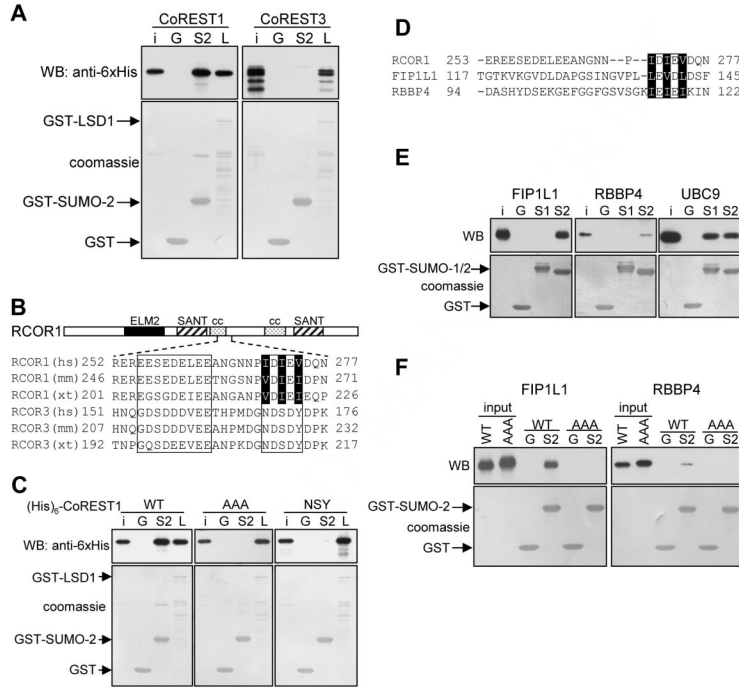 A
CoREST1 CoREST3
i G S2 L i G S2 L
WB: anti-6xHis
GST-LSD1
coomassie
GST-SUMO-2
GST
B
ELM2 SANT cc cc SANT
RCOR1
RCOR1(hs) 252 REREESEDELEEANGNNPIDIEVDQN 277
RCOR1(mm) 246 REREESEDELEETNGSNPVDIEIDPN 271
RCOR1(xt) 201 REREGSGDDVEEANGTNPVDIEIEPQ 226
RCOR3(hs) 151 HNQGDSDDDVEETHPMDGNDSDYDPK 176
RCOR3(mm) 207 HNQGDSDDDVEETHPMDGNDSDYDPK 232
RCOR3(xt) 192 TNPGQSDEEVEEANPKDGNDSDYDPK 217
C
(His)6-CoREST1
WT AAA NSY
i G S2 L i G S2 L i G S2 L
WB: anti-6xHis
GST-LSD1
coomassie
GST-SUMO-2
GST
D
RCOR1 253 -EREESEDELEEANGNN--P--IDIEVDQN 277
FIP1L1 117 TGTKVKGVDLDAPGSINGVPL-LEVDLDSF 145
RBBP4 94 -DASHYDSEKGEFGGFGSVSGKIEIEIKIN 122
E
FIP1L1 RBBP4 UBC9
i G S1 S2 i G S1 S2 i G S1 S2
WB
GST-SUMO-1/2
coomassie
GST
F
FIP1L1 RBBP4
input WT AAA input WT AAA
WT AAA G S2 G S2 WT AAA G S2 G S2
WB
GST-SUMO-2
coomassie
GST